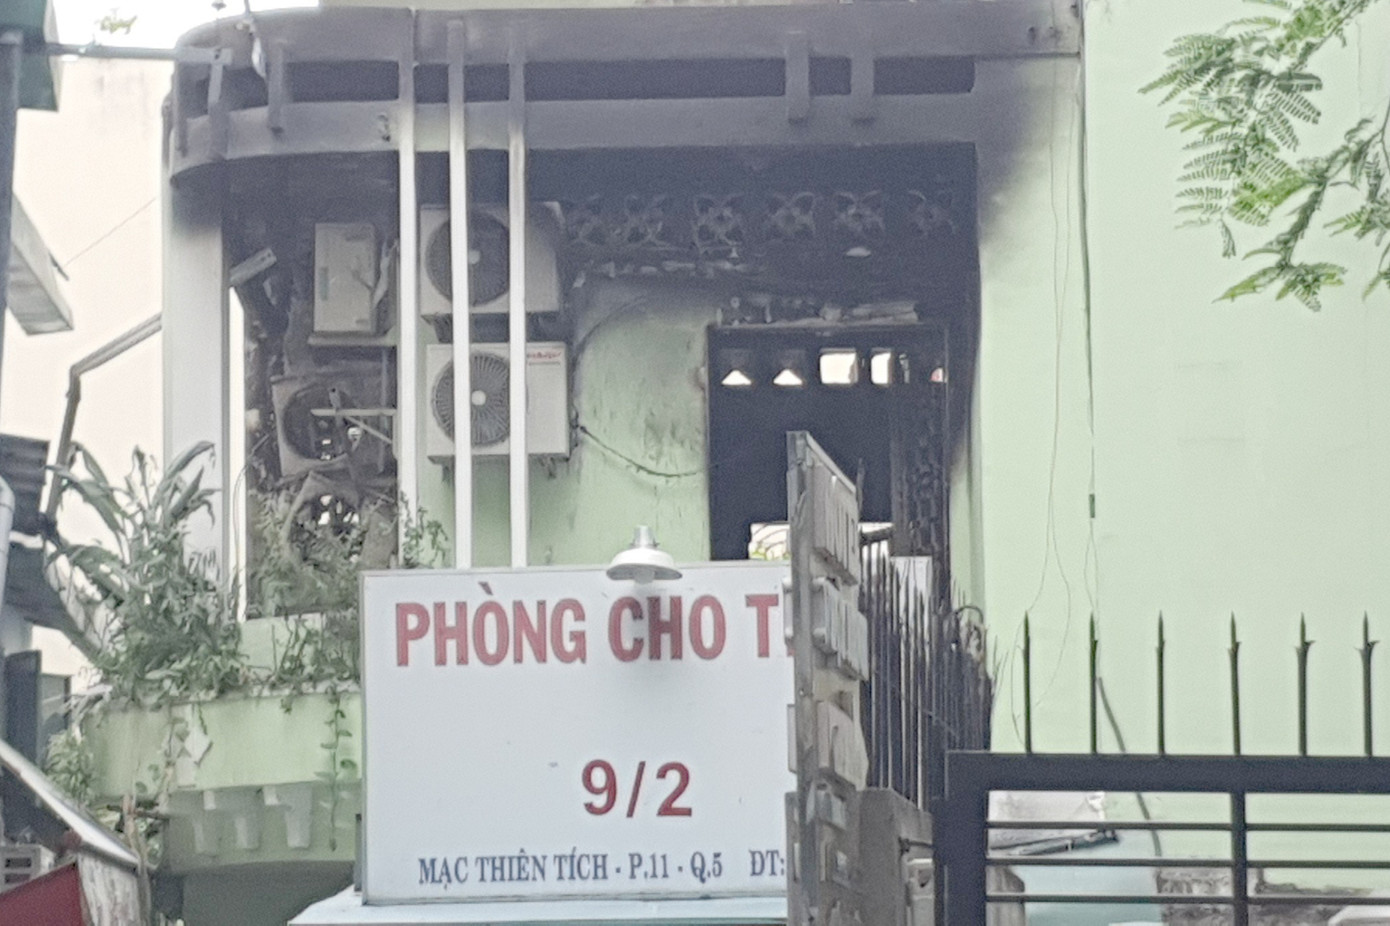 PHÒNG CHO
9/2
MẠC THIÊN TÍCH - P.11 - Q.5 ĐT: